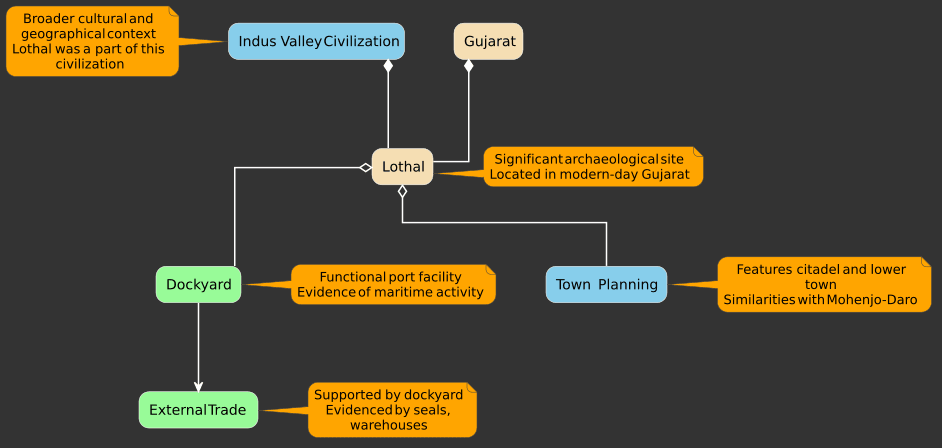 Broader cultural and
geographical context
Lothal was a part of this
civilization
Indus Valley Civilization
Gujarat
Lothal
Significant archaeological site
Located in modern-day Gujarat
Dockyard
Functional port facility
Evidence of maritime activity
Town Planning
Features citadel and lower
town
Similarities with Mohenjo-Daro
External Trade
Supported by dockyard
Evidenced by seals,
warehouses